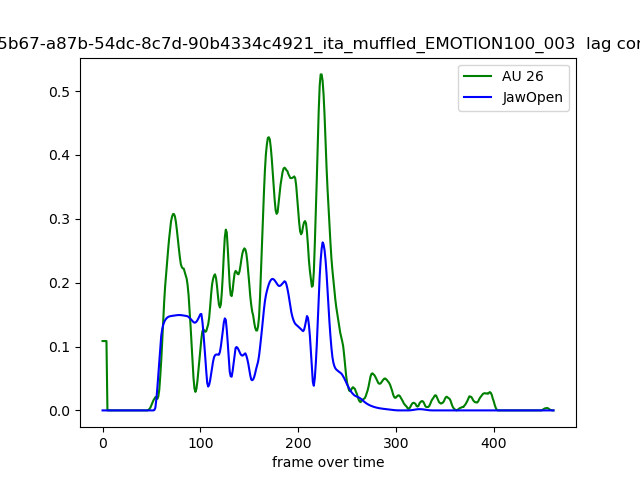 5b67-a87b-54dc-8c7d-90b4334c4921_ita_muffled_EMOTION100_003 lag cor
AU 26
JawOpen
0.5
0.4
0.3
0.2
0.1
0.0
0 100 200 300 400
frame over time